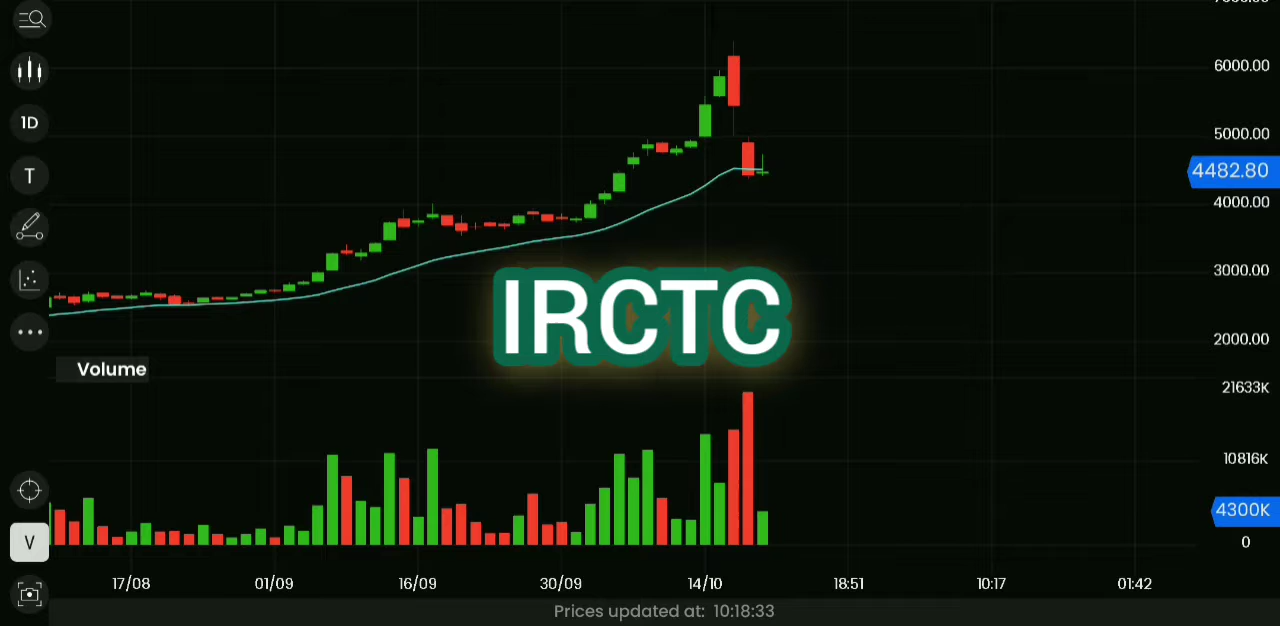 1D
T
6000.00
5000.00
4482.80
4000.00
3000.00
IRCTC
2000.00
Volume
21633K
10816K
4300K
V
0
17/08 01/09 16/09 30/09 14/10 18:51 10:17 01:42
Prices updated at: 10:18:33